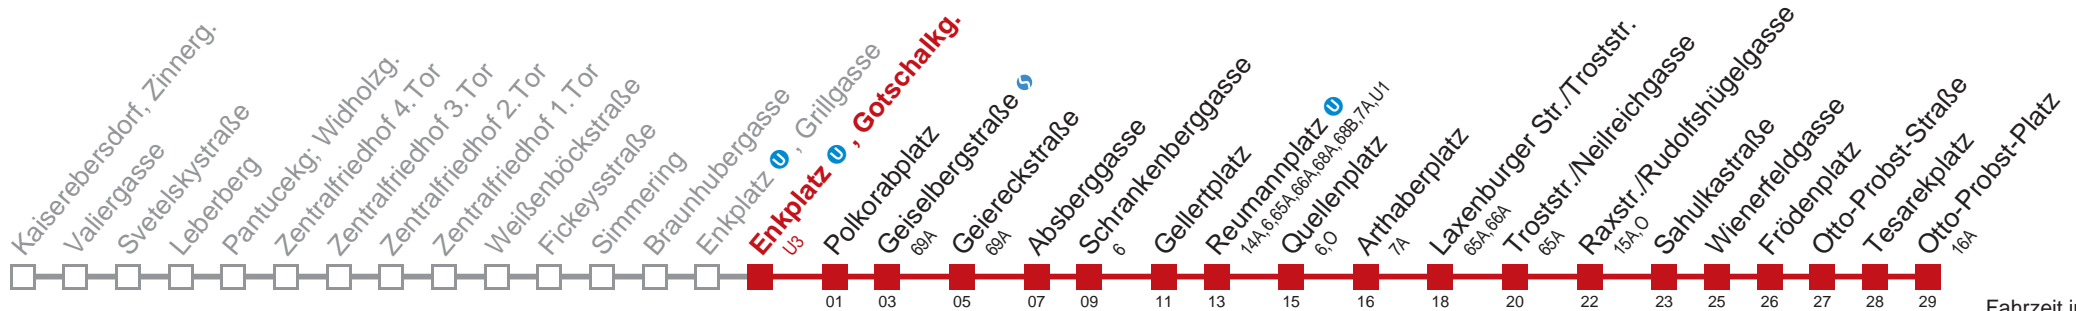 Kaiserebersdorf, Zinnerg.
Valiergasse
Svetelskystraße
Leberberg
Pantucekg; Widholzg.
Zentralfriedhof 4.Tor
Zentralfriedhof 3.Tor
Zentralfriedhof 2.Tor
Zentralfriedhof 1.Tor
Weißenböckstraße
Fickeysstraße
Simmering
Braunhubergasse
Enkplatz U , Grillgasse
Enkplatz U , Gotschalkg.
U3
Polkorabplatz
01
Geiselbergstraße S
69A
03
Geiereckstraße
69A
05
Absberggasse
07
Schrankenberggasse
6
09
Gellertplatz
11
Reumannplatz U
14A,6,65A,66A,68A,68B,7A,U1
13
Quellenplatz
6,O
15
Arthaberplatz
7A
16
Laxenburger Str./Troststr.
65A,66A
18
Troststr./Neilreichgasse
65A
20
Raxstr./Rudolfshügelgasse
15A,O
22
Sahulkastraße
23
Wienerfeldgasse
25
Frödenplatz
26
Otto-Probst-Straße
27
Tesarekplatz
28
Otto-Probst-Platz
16A
29
Fahrzeit i